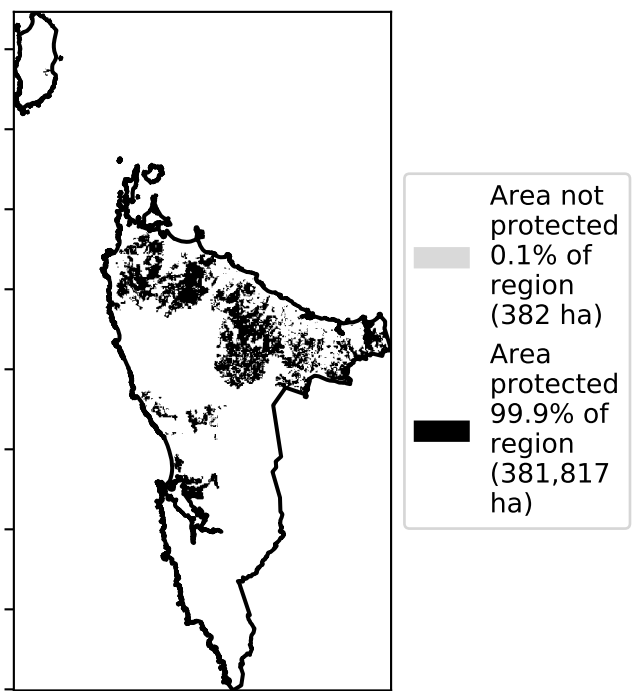 Area not
protected
0.1% of
region
(382 ha)
Area
protected
99.9% of
region
(381,817
ha)